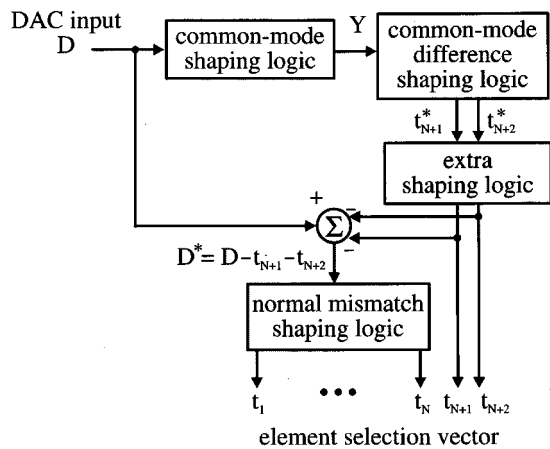 DAC input
D
common-mode
shaping logic
Y
common-mode
difference
shaping logic
t*N+1 t*N+2
extra
shaping logic
+
−
Σ
−
D*= D−tN+1−tN+2
normal mismatch
shaping logic
t1 ••• tN tN+1 tN+2
element selection vector